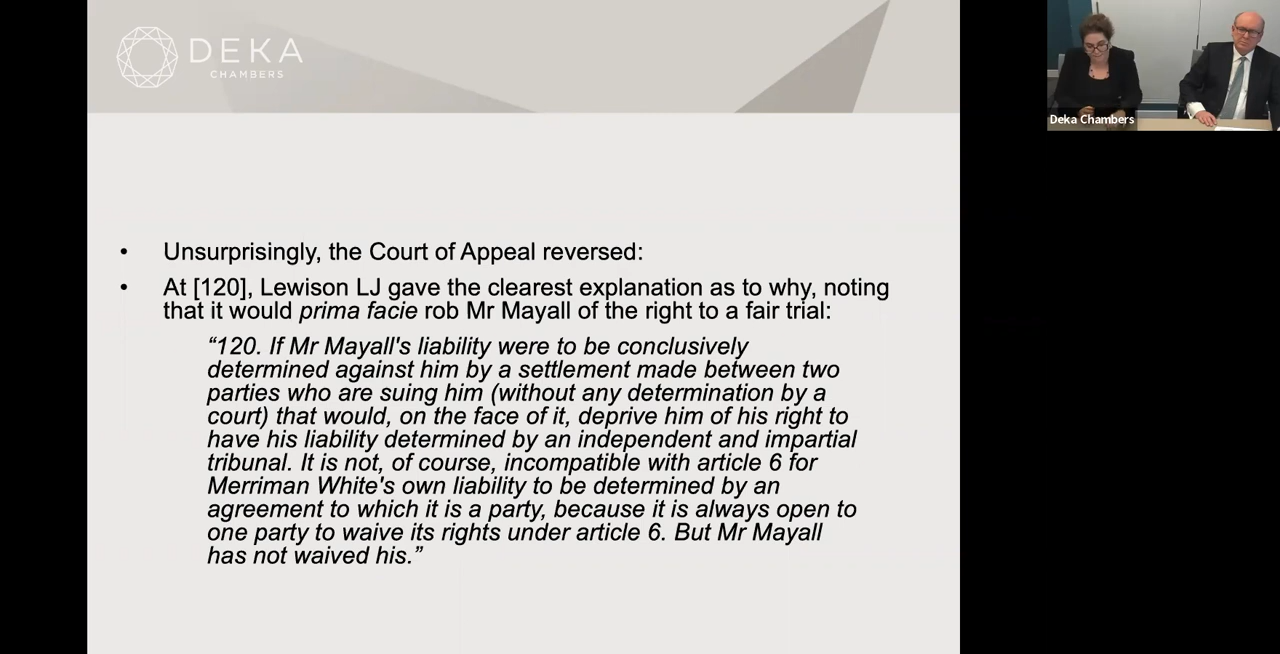 DEKA
CHAMBERS
Deka Chambers
• Unsurprisingly, the Court of Appeal reversed:
• At [120], Lewison LJ gave the clearest explanation as to why, noting
that it would prima facie rob Mr Mayall of the right to a fair trial:
“120. If Mr Mayall's liability were to be conclusively
determined against him by a settlement made between two
parties who are suing him (without any determination by a
court) that would, on the face of it, deprive him of his right to
have his liability determined by an independent and impartial
tribunal. It is not, of course, incompatible with article 6 for
Merriman White's own liability to be determined by an
agreement to which it is a party, because it is always open to
one party to waive its rights under article 6. But Mr Mayall
has not waived his.”